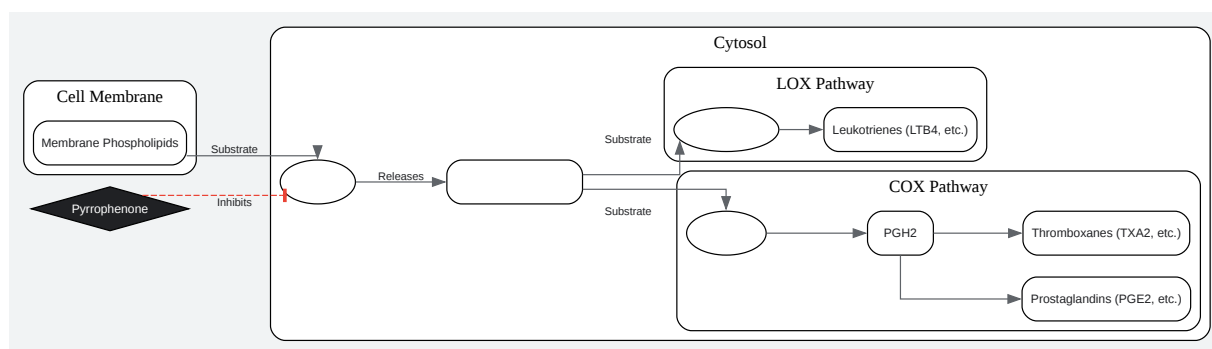 Cytosol
LOX Pathway
Cell Membrane
Leukotrienes (LTB4, etc.)
Membrane Phospholipids
Substrate
Substrate
Releases
COX Pathway
Pyrrophenone
Inhibits
Substrate
PGH2
Thromboxanes (TXA2, etc.)
Prostaglandins (PGE2, etc.)